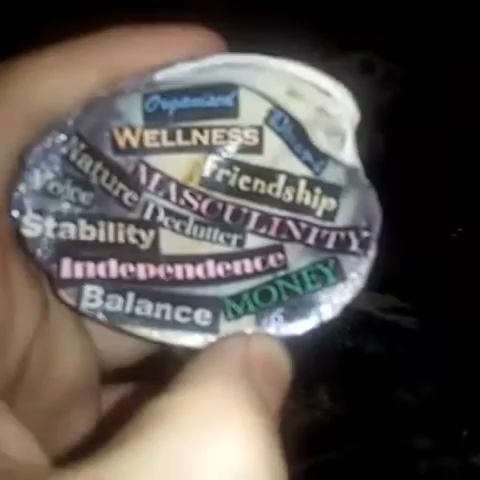 Organized
WELLNESS
Friendship
Nature
Voice
MASCULINITY
Declutter
Stability
Independence
Balance
MONEY